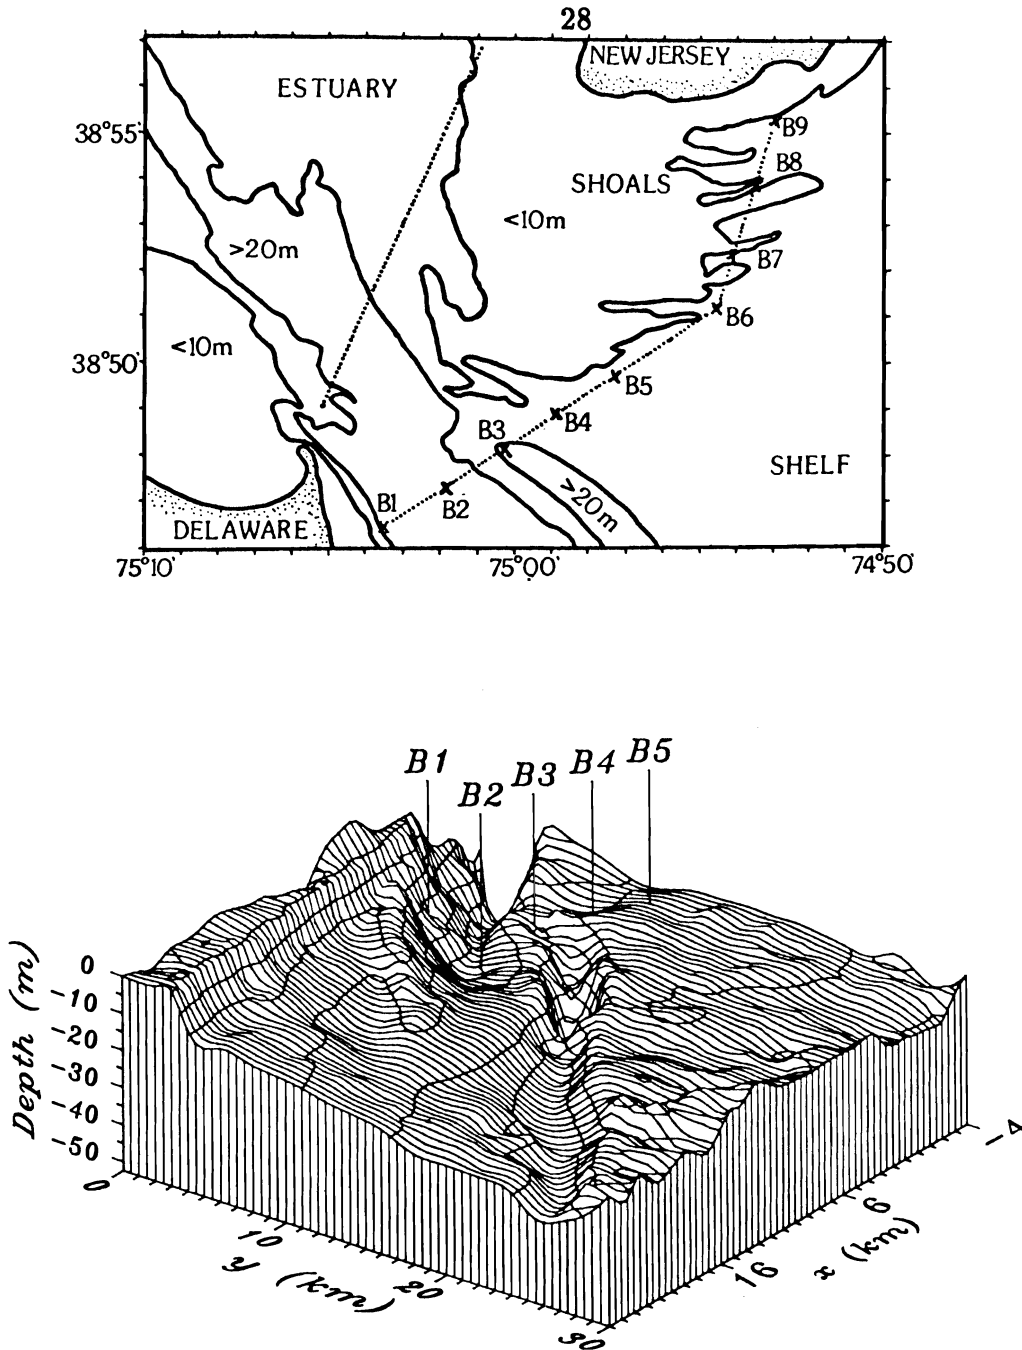 28
NEW JERSEY
ESTUARY
38°55'
B9
B8
SHOALS
<10m
>20m
B7
B6
<10m
38°50'
B5
B4
B3
SHELF
B1
B2
>20m
DELAWARE
75°10'
75°00'
74°50'
B1
B2
B3
B4
B5
Depth (m)
0
-10
-20
-30
-40
-50
0
10
20
30
y (km)
16
6
-4
x (km)